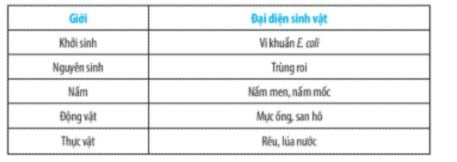 Giới Đại diện sinh vật
Khởi sinh Vi khuẩn E. coli
Nguyên sinh Trùng roi
Nấm Nấm men, nấm mốc
Động vật Mực ống, san hô
Thực vật Rêu, lúa nước